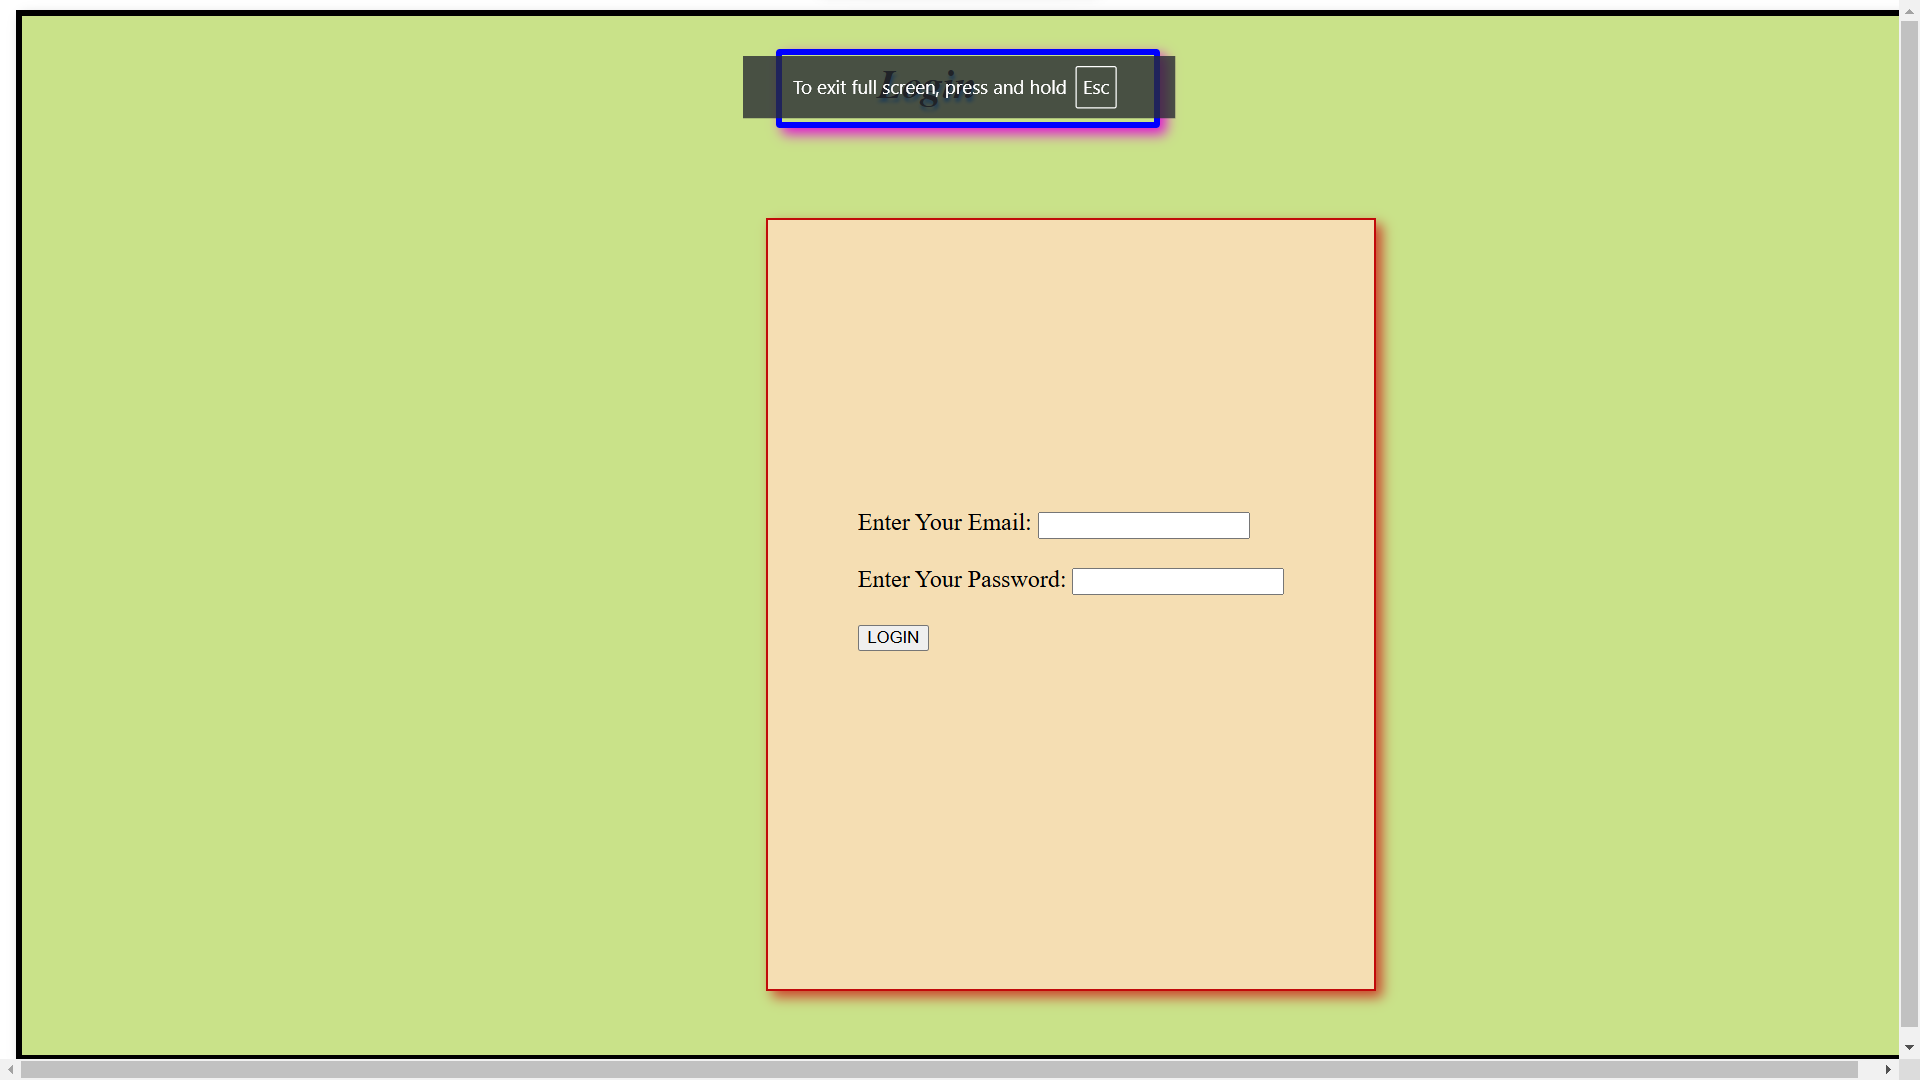 Login
To exit full screen, press and hold Esc
Enter Your Email:
Enter Your Password:
LOGIN